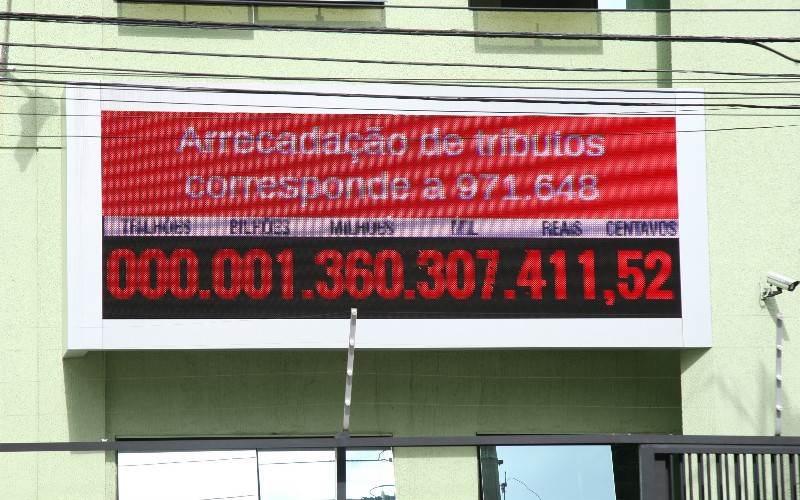 Arrecadação de tributos
corresponde a 971.648
TRILHÕES BILHÕES MILHÕES MIL REAIS CENTAVOS
000.001.360.307.411,52